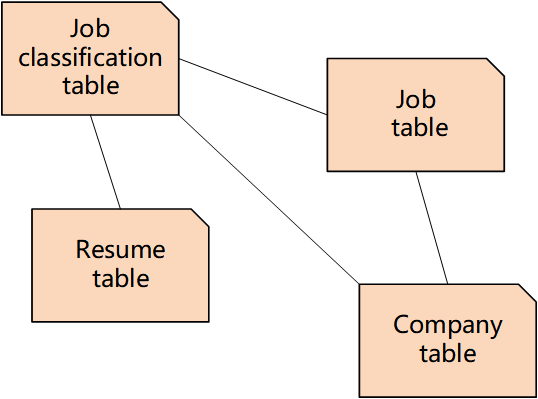 Job
classification
table
Job
table
Resume
table
Company
table